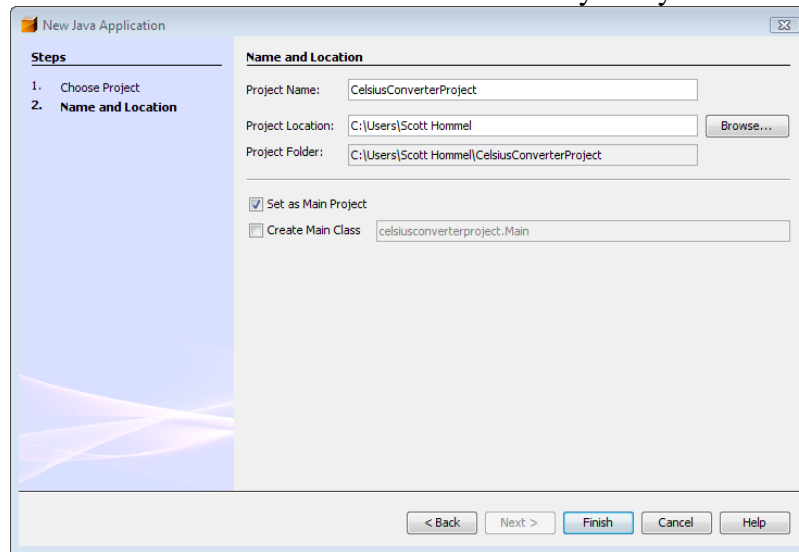 New Java Application
Steps
1. Choose Project
2. Name and Location
Name and Location
Project Name: CelsiusConverterProject
Project Location: C:\Users\Scott Hommel Browse...
Project Folder: C:\Users\Scott Hommel\CelsiusConverterProject
Set as Main Project
Create Main Class celsiusconverterproject.Main
< Back Next > Finish Cancel Help